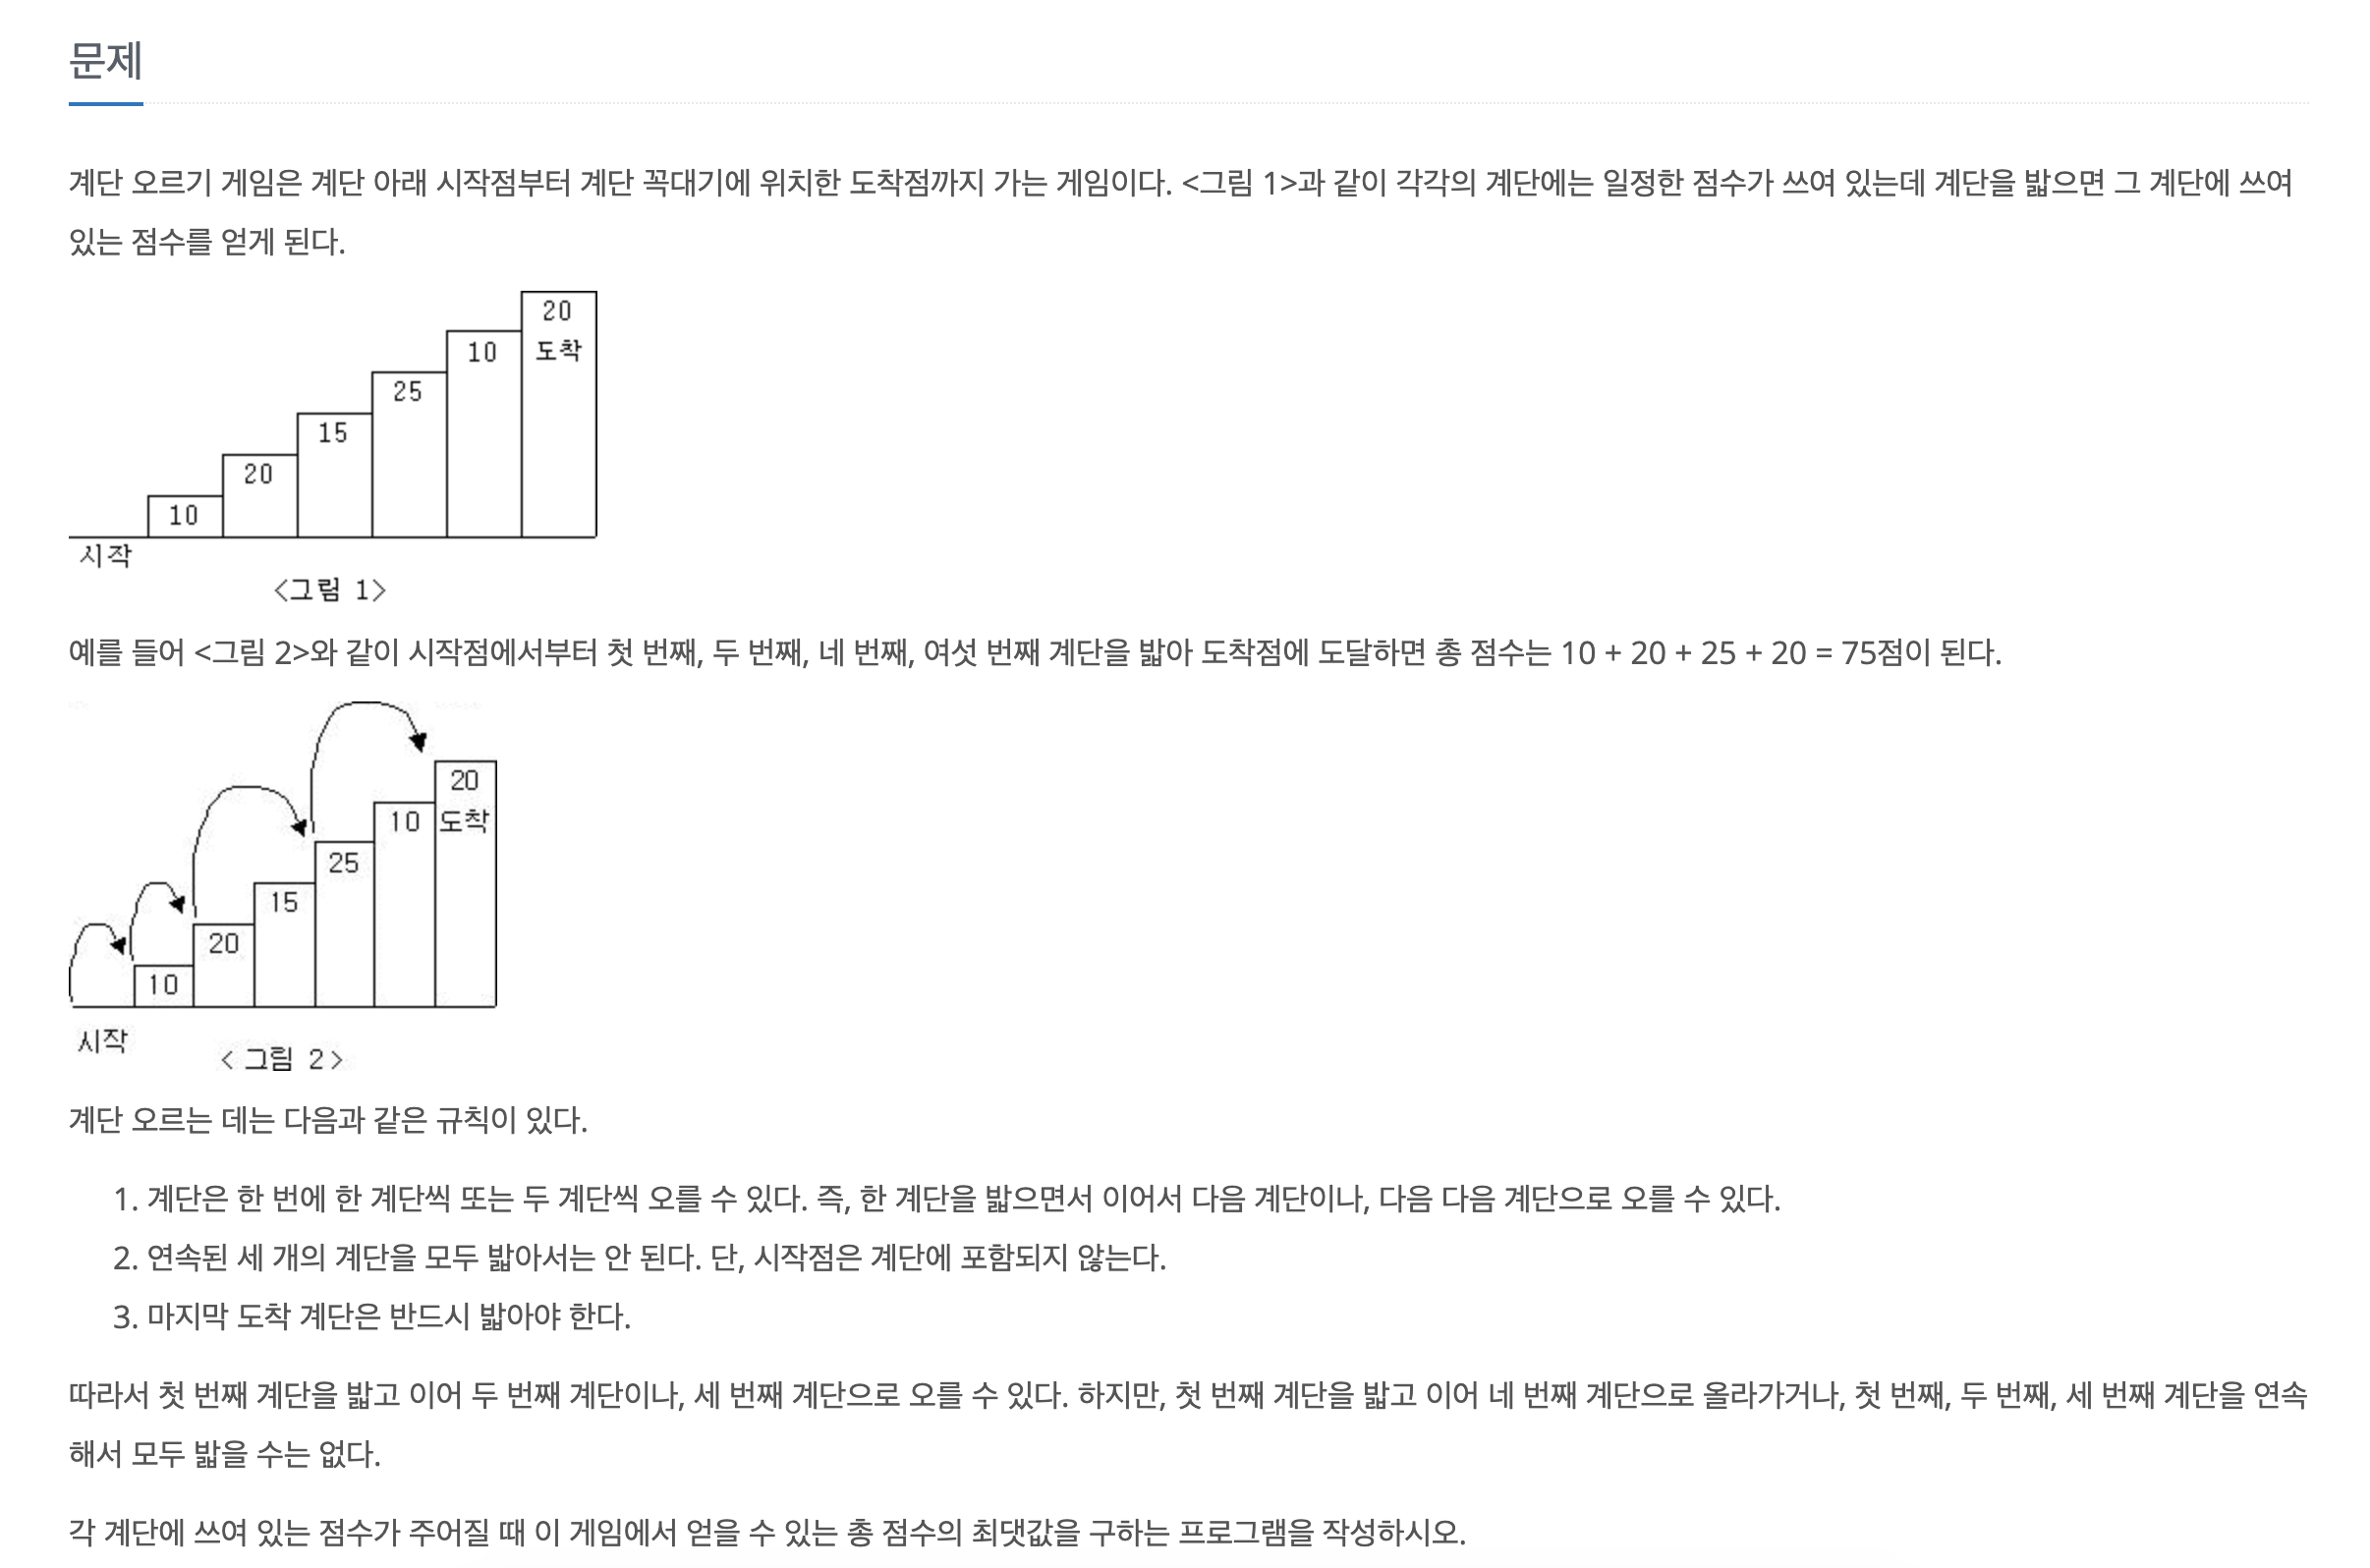 문제
계단 오르기 게임은 계단 아래 시작점부터 계단 꼭대기에 위치한 도착점까지 가는 게임이다. <그림 1>과 같이 각각의 계단에는 일정한 점수가 쓰여 있는데 계단을 밟으면 그 계단에 쓰여
있는 점수를 얻게 된다.
20
도착
10
25
15
20
10
시작
<그림 1>
예를 들어 <그림 2>와 같이 시작점에서부터 첫 번째, 두 번째, 네 번째, 여섯 번째 계단을 밟아 도착점에 도달하면 총 점수는 10 + 20 + 25 + 20 = 75점이 된다.
20
도착
10
25
15
20
10
시작
< 그림 2 >
계단 오르는 데는 다음과 같은 규칙이 있다.
1. 계단은 한 번에 한 계단씩 또는 두 계단씩 오를 수 있다. 즉, 한 계단을 밟으면서 이어서 다음 계단이나, 다음 다음 계단으로 오를 수 있다.
2. 연속된 세 개의 계단을 모두 밟아서는 안 된다. 단, 시작점은 계단에 포함되지 않는다.
3. 마지막 도착 계단은 반드시 밟아야 한다.
따라서 첫 번째 계단을 밟고 이어 두 번째 계단이나, 세 번째 계단으로 오를 수 있다. 하지만, 첫 번째 계단을 밟고 이어 네 번째 계단으로 올라가거나, 첫 번째, 두 번째, 세 번째 계단을 연속
해서 모두 밟을 수는 없다.
각 계단에 쓰여 있는 점수가 주어질 때 이 게임에서 얻을 수 있는 총 점수의 최댓값을 구하는 프로그램을 작성하시오.